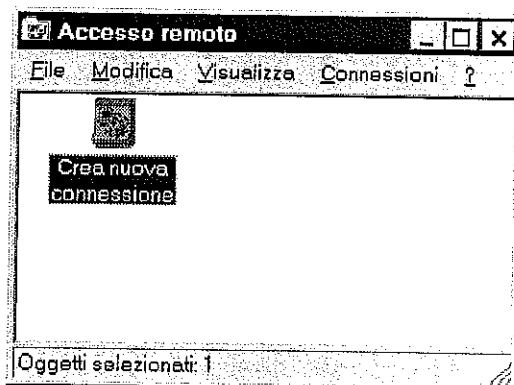 Accesso remoto
File Modifica Visualizza Connessioni ?
Crea nuova
connessione
Oggetti selezionati: 1